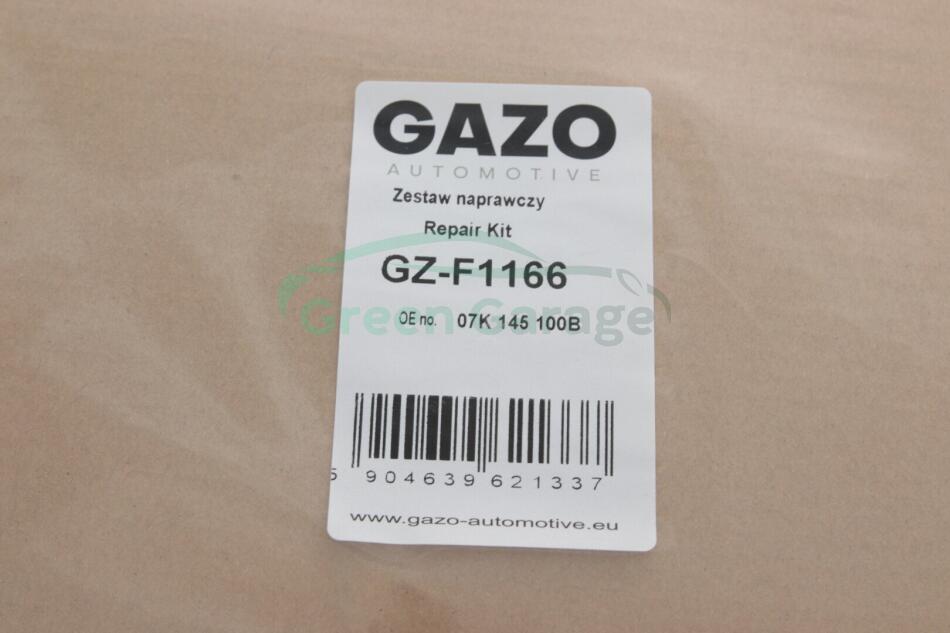 GAZO
AUTOMOTIVE
Zestaw naprawczy
Repair Kit
GZ-F1166
Green Garage
OE no. 07K 145 100B
5 904639 621337
www.gazo-automotive.eu